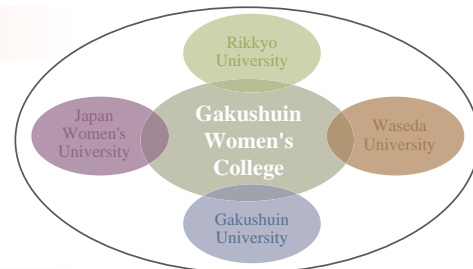 Rikkyo
University
Japan
Women's
University
Gakushuin
Women's
College
Waseda
University
Gakushuin
University